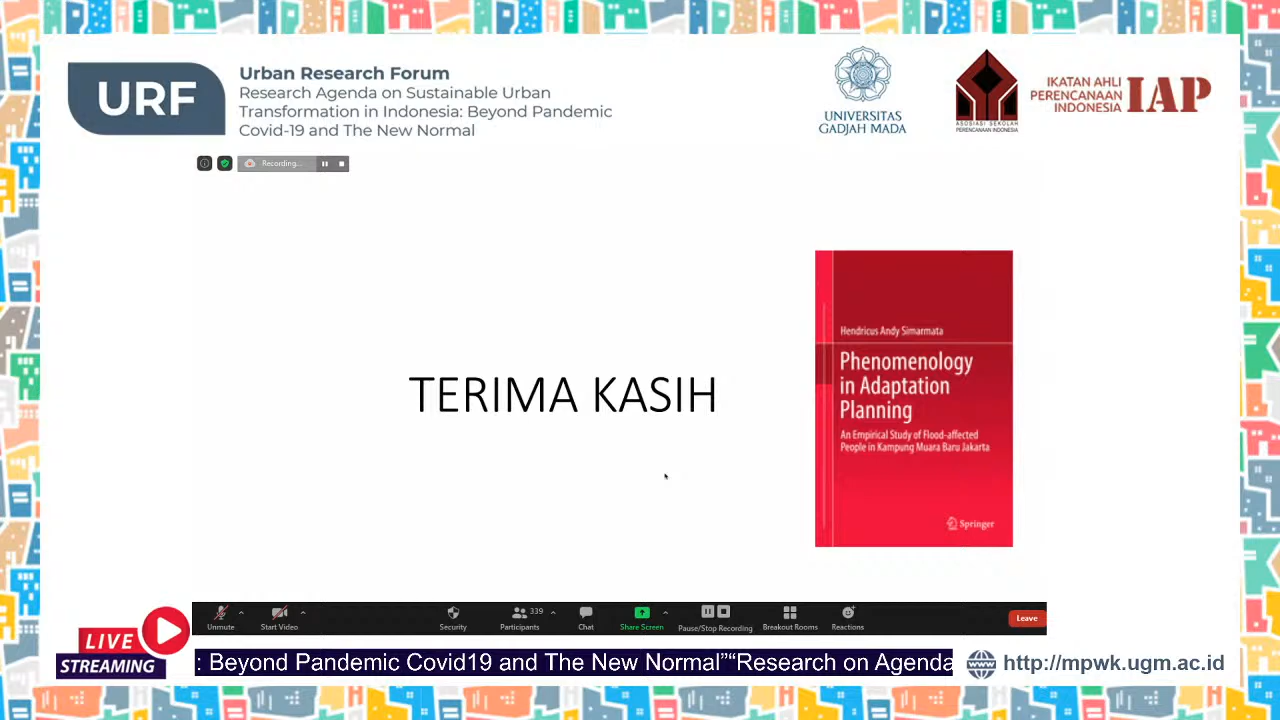 URF
Urban Research Forum
Research Agenda on Sustainable Urban
Transformation in Indonesia: Beyond Pandemic
Covid-19 and The New Normal
UNIVERSITAS
GADJAH MADA
ASOSIASI SEKOLAH
PERENCANAAN INDONESIA
IKATAN AHLI
PERENCANAAN
INDONESIA
IAP
Recording...
TERIMA KASIH
Hendricus Andy Simarmata
Phenomenology
in Adaptation
Planning
An Empirical Study of Flood-affected
People in Kampung Muara Baru Jakarta
Springer
Unmute
Start Video
Security
Participants
339
Chat
Share Screen
Pause/Stop Recording
Breakout Rooms
Reactions
Leave
LIVE
STREAMING
: Beyond Pandemic Covid19 and The New Normal”“Research on Agenda
http://mpwk.ugm.ac.id